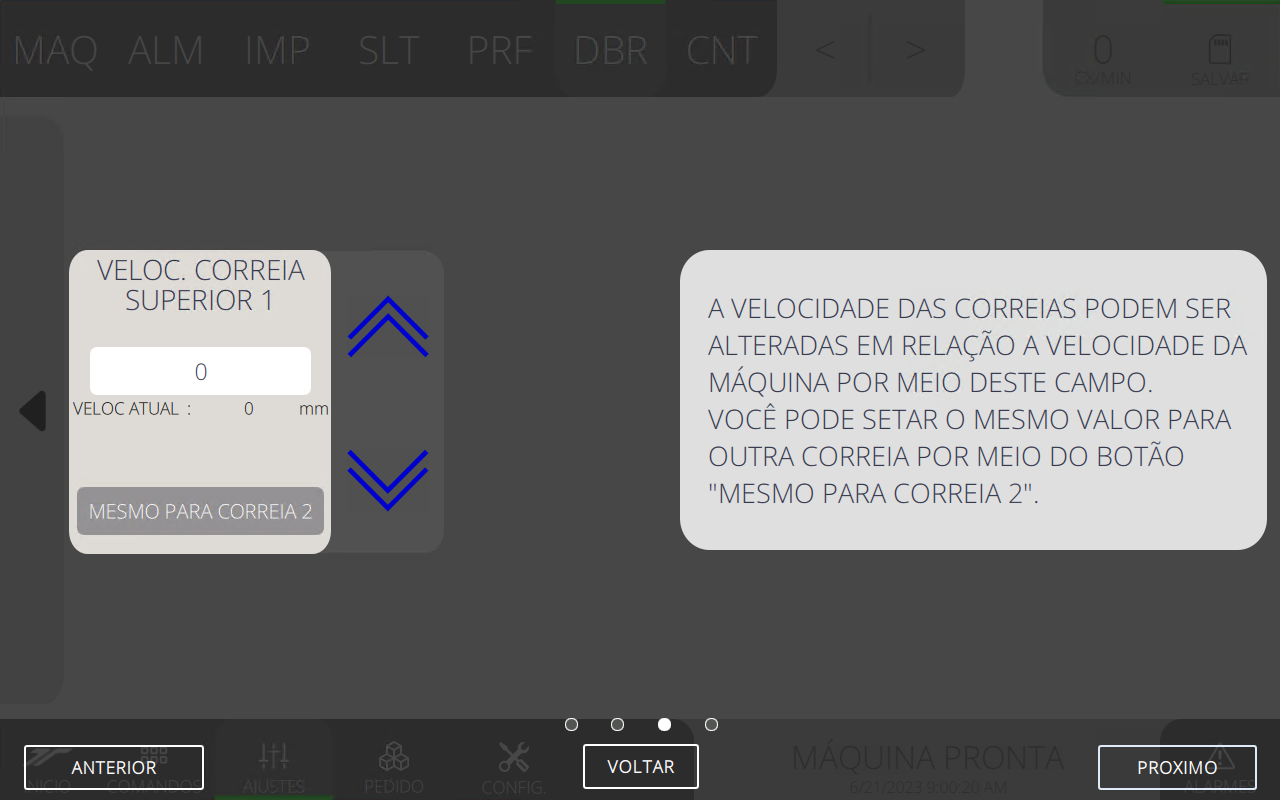 MAQ ALM IMP SLT PRF DBR CNT < > 0
CX/MIN SALVAR
VELOC. CORREIA
SUPERIOR 1
0
VELOC ATUAL : 0 mm
MESMO PARA CORREIA 2
A VELOCIDADE DAS CORREIAS PODEM SER
ALTERADAS EM RELAÇÃO A VELOCIDADE DA
MÁQUINA POR MEIO DESTE CAMPO.
VOCÊ PODE SETAR O MESMO VALOR PARA
OUTRA CORREIA POR MEIO DO BOTÃO
"MESMO PARA CORREIA 2".
ANTERIOR
VOLTAR
PROXIMO
INICIO COMANDOS AJUSTES PEDIDO CONFIG.
MÁQUINA PRONTA
6/21/2023 9:00:20 AM
ALARMES